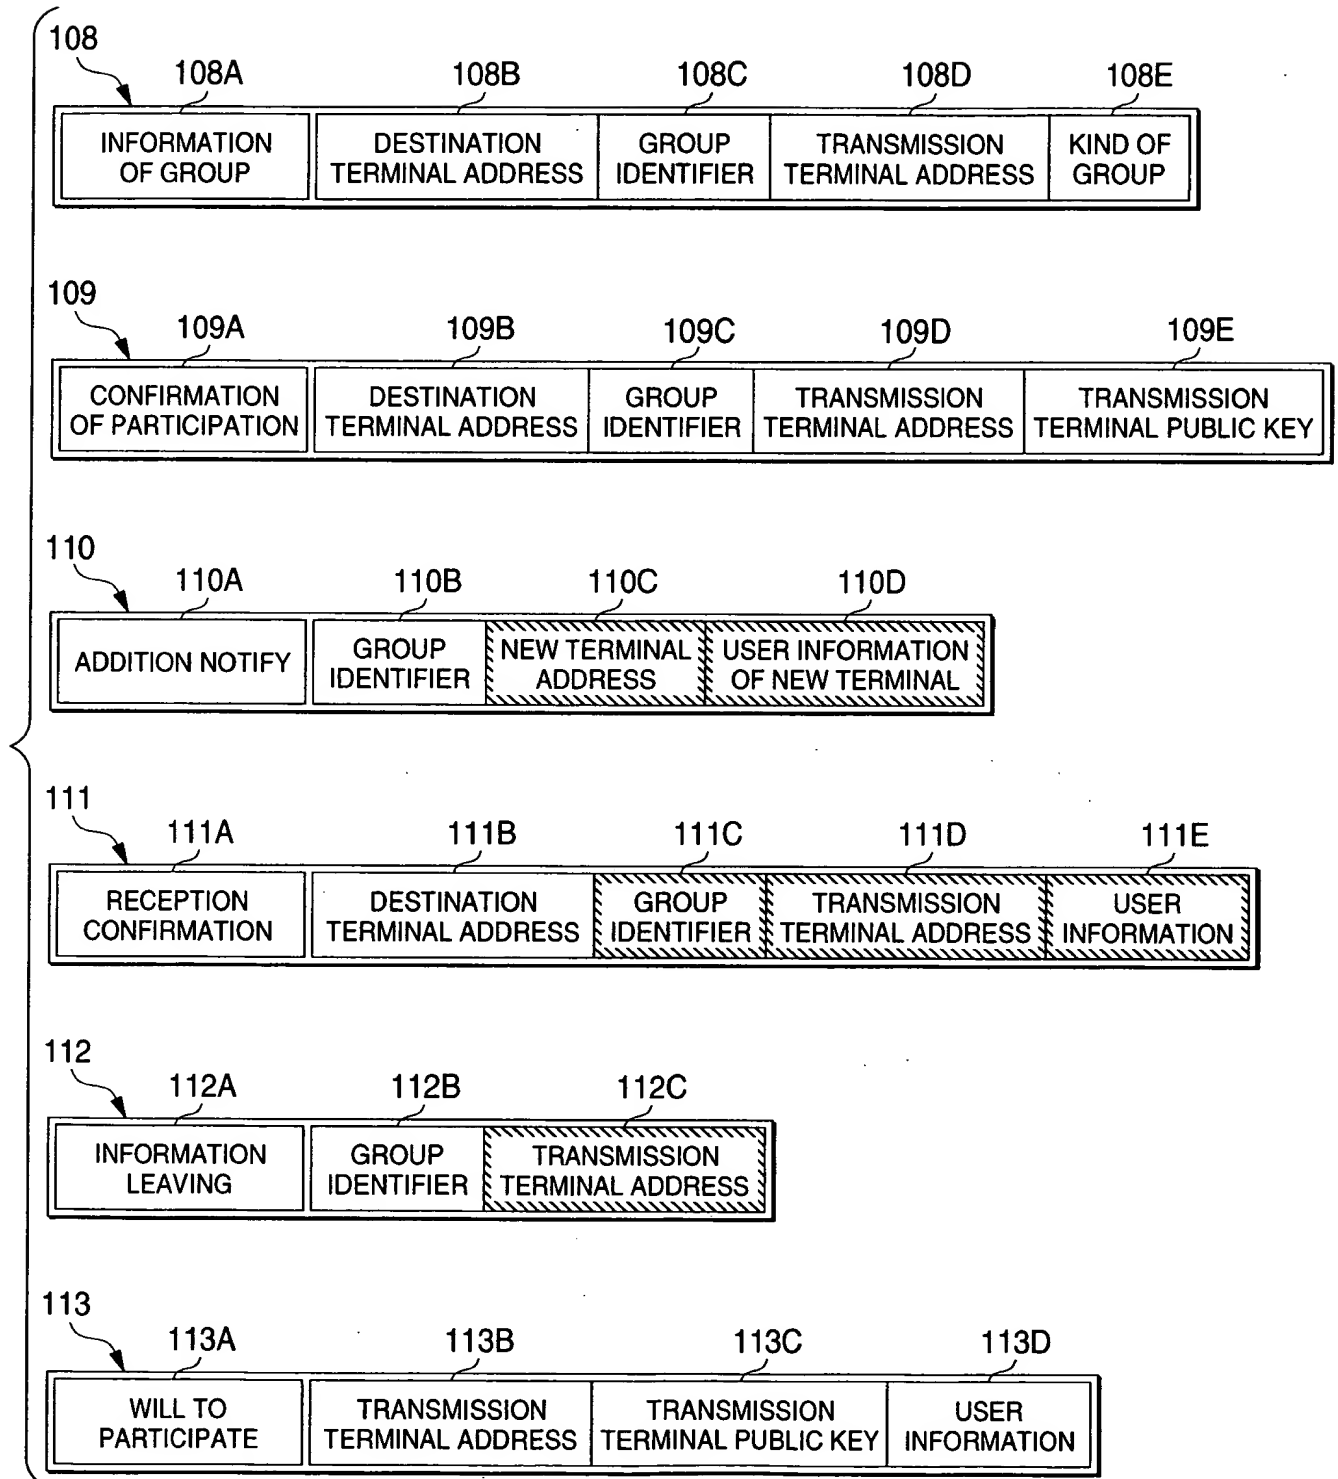 108
108A 108B 108C 108D 108E
INFORMATION DESTINATION GROUP TRANSMISSION KIND OF
OF GROUP TERMINAL ADDRESS IDENTIFIER TERMINAL ADDRESS GROUP
109
109A 109B 109C 109D 109E
CONFIRMATION DESTINATION GROUP TRANSMISSION TRANSMISSION
OF PARTICIPATION TERMINAL ADDRESS IDENTIFIER TERMINAL ADDRESS TERMINAL PUBLIC KEY
110
110A 110B 110C 110D
ADDITION NOTIFY GROUP NEW TERMINAL USER INFORMATION
IDENTIFIER ADDRESS OF NEW TERMINAL
111
111A 111B 111C 111D 111E
RECEPTION DESTINATION GROUP TRANSMISSION USER
CONFIRMATION TERMINAL ADDRESS IDENTIFIER TERMINAL ADDRESS INFORMATION
112
112A 112B 112C
INFORMATION GROUP TRANSMISSION
LEAVING IDENTIFIER TERMINAL ADDRESS
113
113A 113B 113C 113D
WILL TO TRANSMISSION TRANSMISSION USER
PARTICIPATE TERMINAL ADDRESS TERMINAL PUBLIC KEY INFORMATION